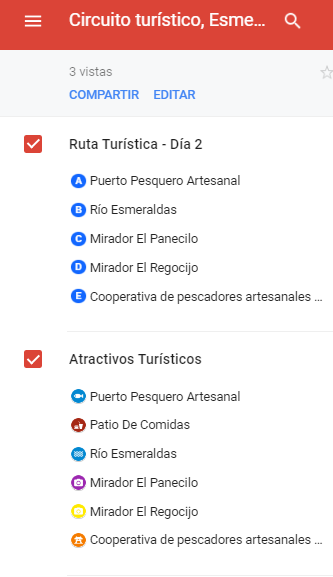 Circuito turístico, Esme...
3 vistas
COMPARTIR EDITAR
Ruta Turística - Día 2
A Puerto Pesquero Artesanal
B Río Esmeraldas
C Mirador El Panecilo
D Mirador El Regocijo
E Cooperativa de pescadores artesanales ...
Atractivos Turísticos
Puerto Pesquero Artesanal
Patio De Comidas
Río Esmeraldas
Mirador El Panecilo
Mirador El Regocijo
Cooperativa de pescadores artesanales ...